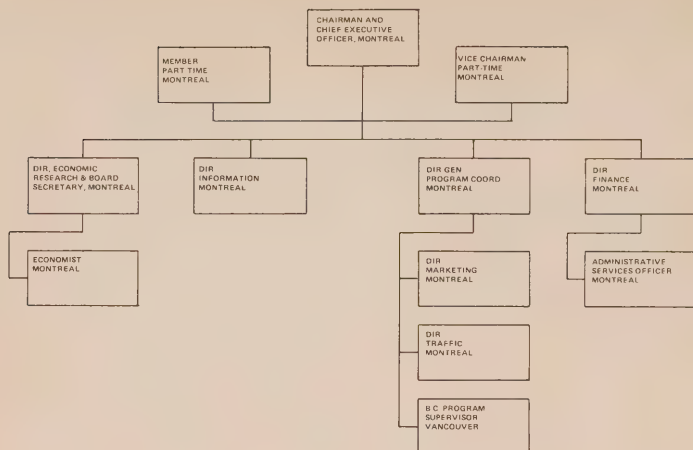 CHAIRMAN AND
CHIEF EXECUTIVE
OFFICER, MONTREAL
MEMBER
PART TIME
MONTREAL
VICE CHAIRMAN
PART-TIME
MONTREAL
DIR, ECONOMIC
RESEARCH & BOARD
SECRETARY, MONTREAL
DIR
INFORMATION
MONTREAL
DIR GEN
PROGRAM COORD
MONTREAL
DIR
FINANCE
MONTREAL
ECONOMIST
MONTREAL
DIR
MARKETING
MONTREAL
ADMINISTRATIVE
SERVICES OFFICER
MONTREAL
DIR
TRAFFIC
MONTREAL
B C PROGRAM
SUPERVISOR
VANCOUVER